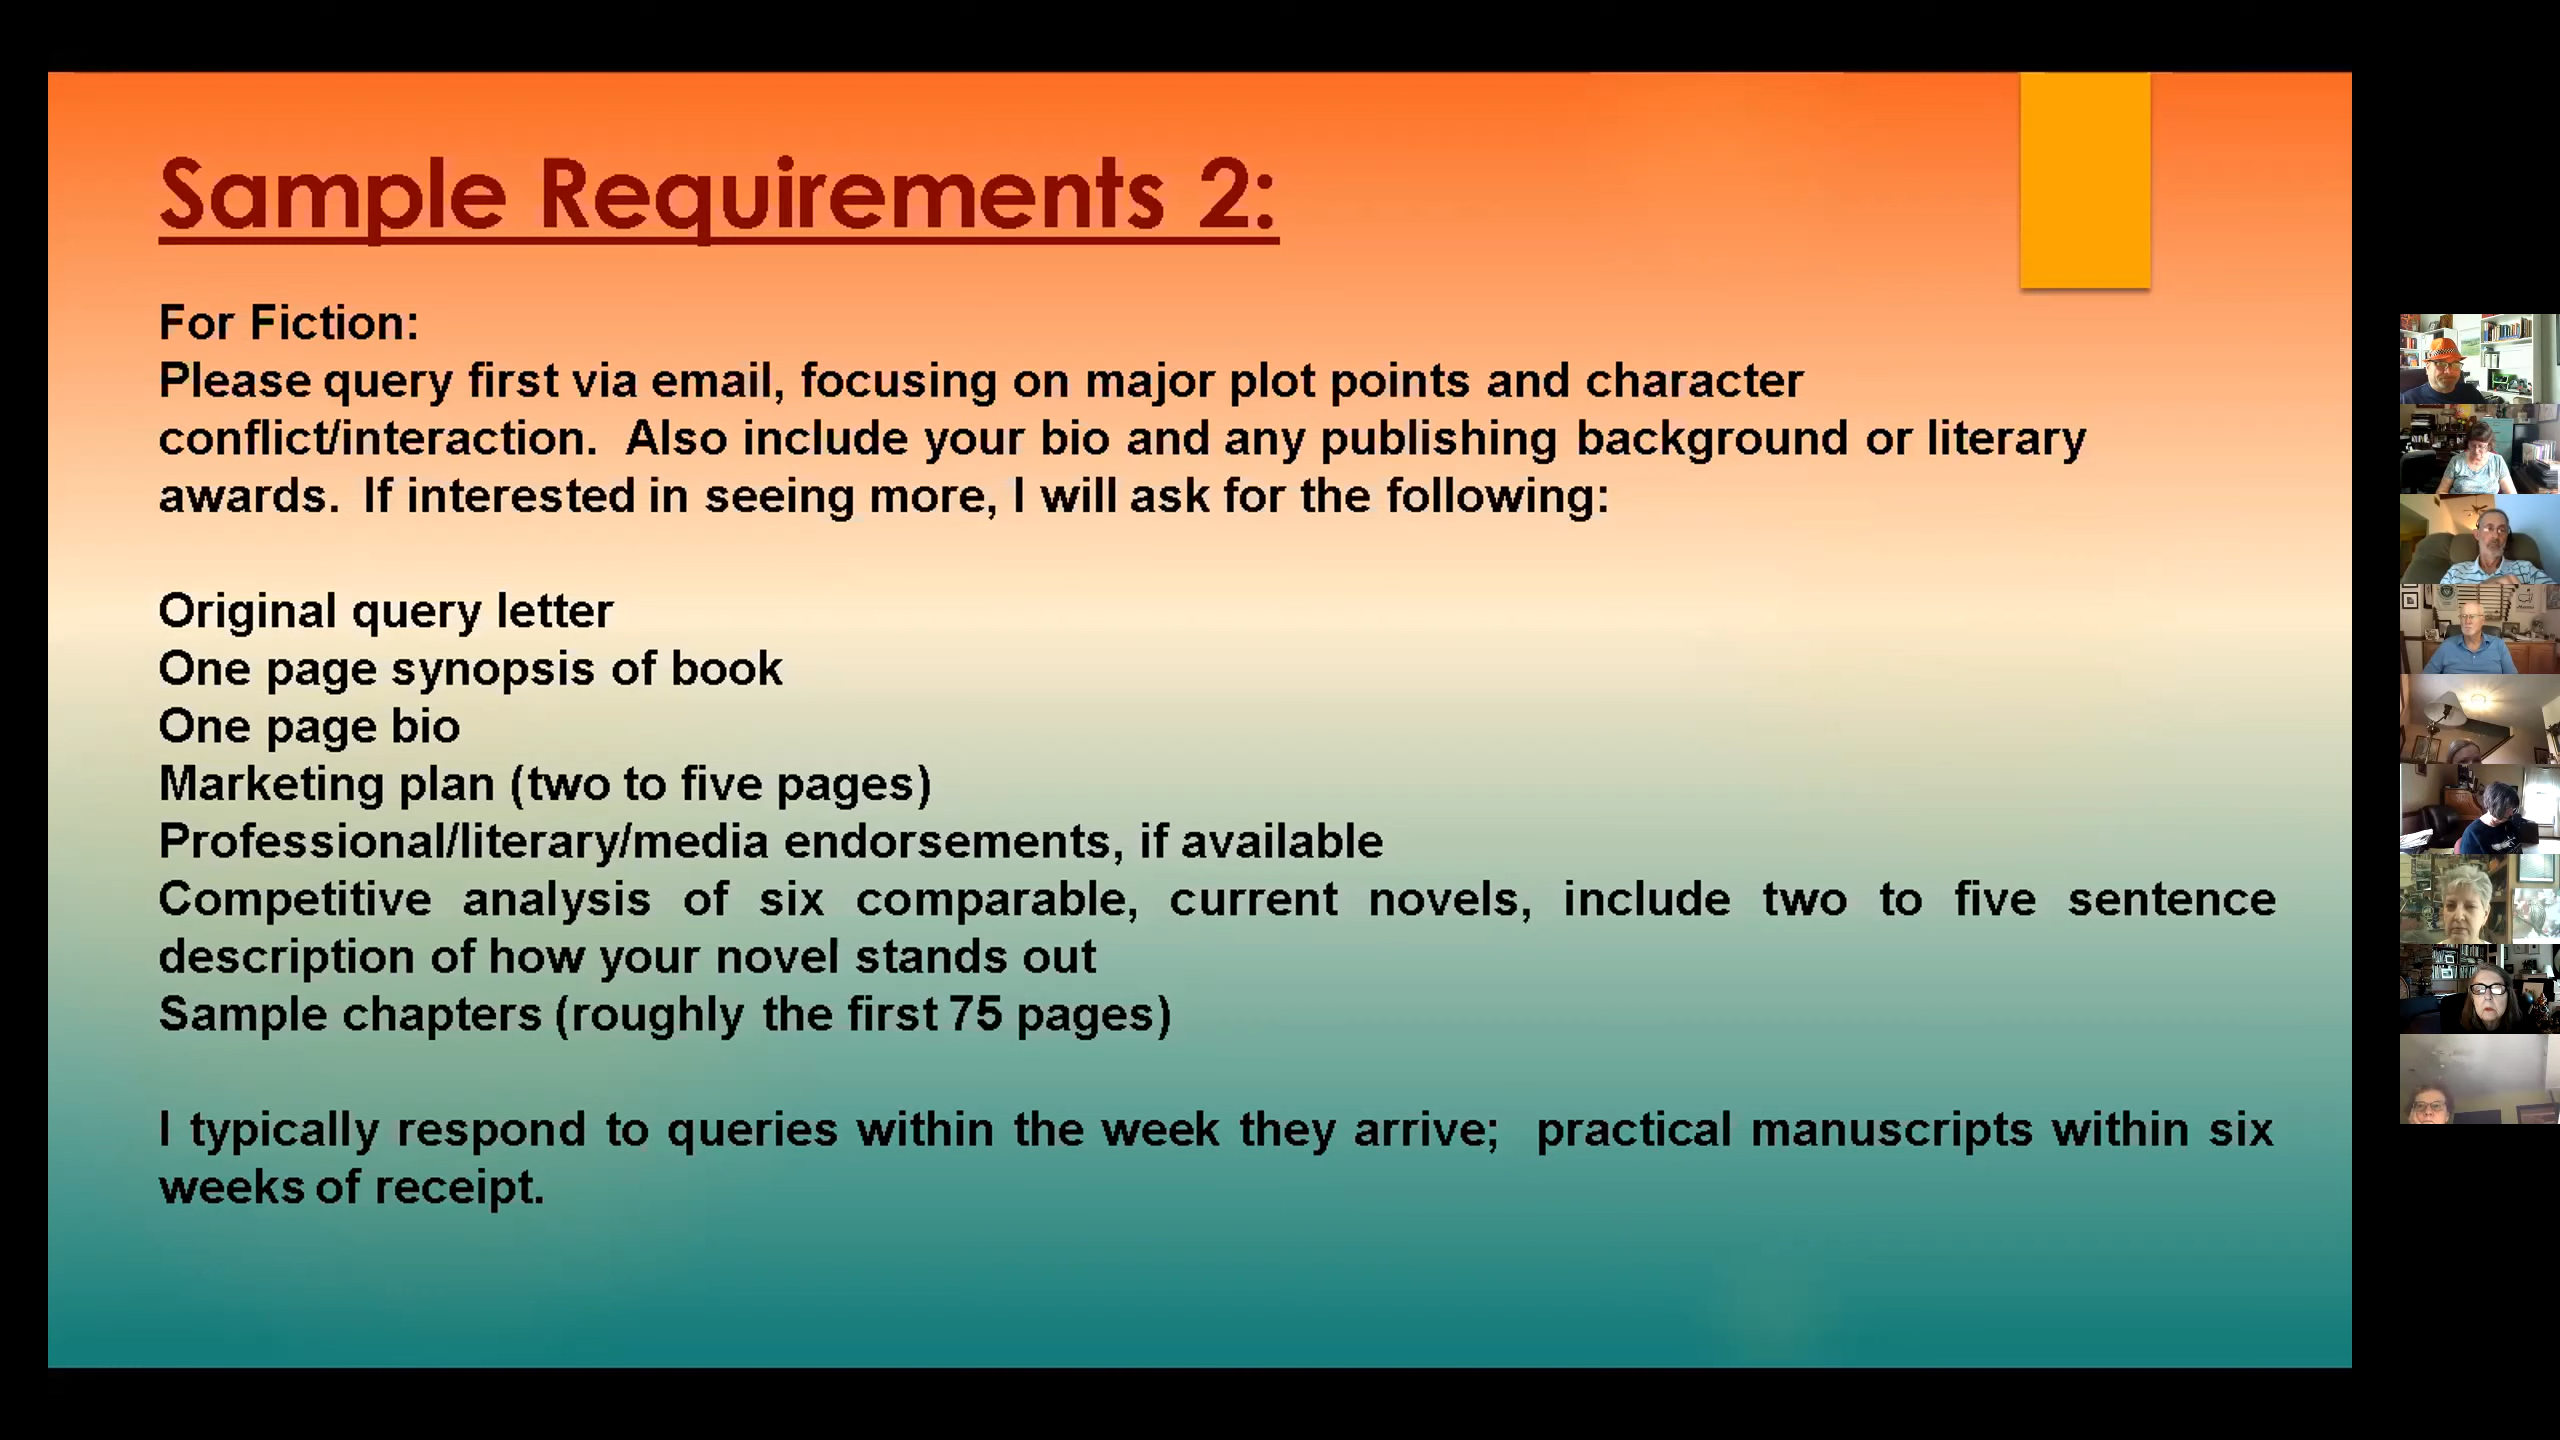 Sample Requirements 2:
For Fiction:
Please query first via email, focusing on major plot points and character
conflict/interaction.  Also include your bio and any publishing background or literary
awards.  If interested in seeing more, I will ask for the following:
Original query letter
One page synopsis of book
One page bio
Marketing plan (two to five pages)
Professional/literary/media endorsements, if available
Competitive analysis of six comparable, current novels, include two to five sentence
description of how your novel stands out
Sample chapters (roughly the first 75 pages)
I typically respond to queries within the week they arrive;  practical manuscripts within six
weeks of receipt.